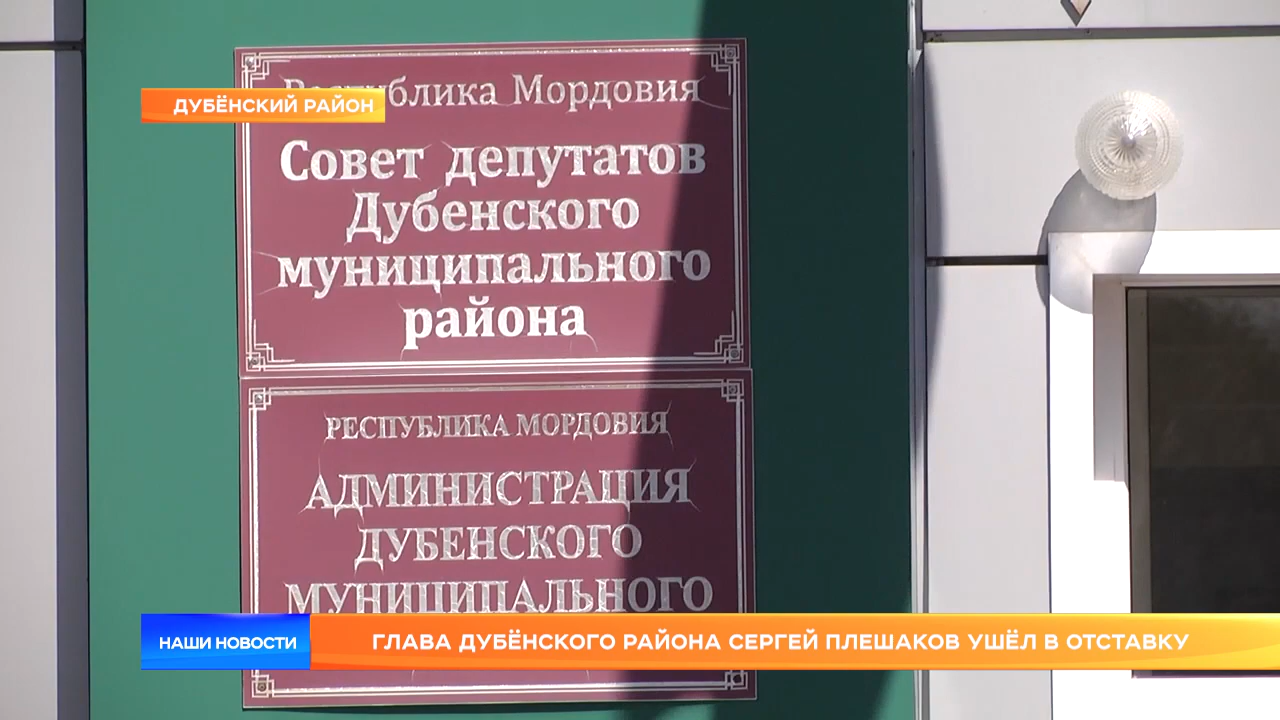 ДУБЁНСКИЙ РАЙОН
Мордовия
Совет депутатов
Дубенского
муниципального
района
РЕСПУБЛИКА МОРДОВИЯ
АДМИНИСТРАЦИЯ
ДУБЕНСКОГО
МУНИЦИПАЛЬНОГО
НАШИ НОВОСТИ
ГЛАВА ДУБЁНСКОГО РАЙОНА СЕРГЕЙ ПЛЕШАКОВ УШЁЛ В ОТСТАВКУ